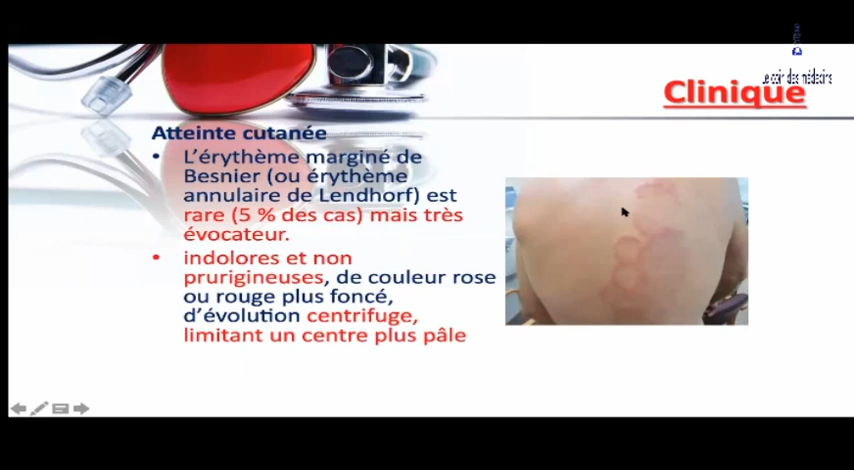 Le coin des médecins
Clinique
Atteinte cutanée
• L'érythème marginé de
Besnier (ou érythème
annulaire de Lendhorf) est
rare (5 % des cas) mais très
évocateur.
• indolores et non
prurigineuses, de couleur rose
ou rouge plus foncé,
d'évolution centrifuge,
limitant un centre plus pâle